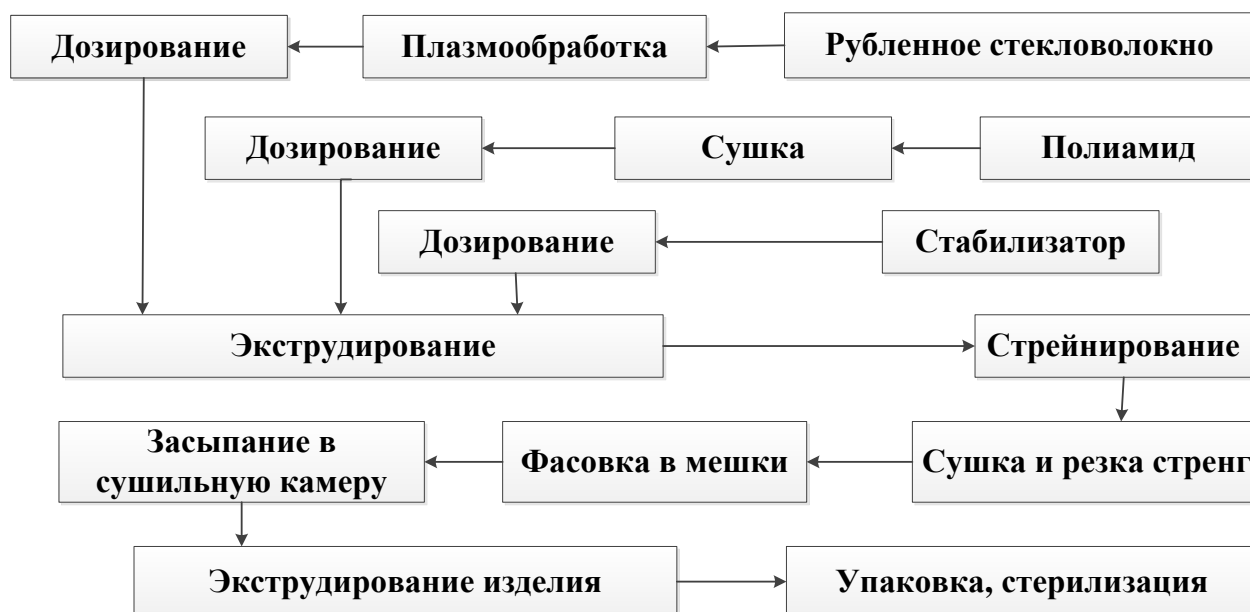 Дозирование
Плазмообработка
Рубленное стекловолокно
Дозирование
Сушка
Полиамид
Дозирование
Стабилизатор
Экструдирование
Стрейнирование
Засыпание в
сушильную камеру
Фасовка в мешки
Сушка и резка стренг
Экструдирование изделия
Упаковка, стерилизация